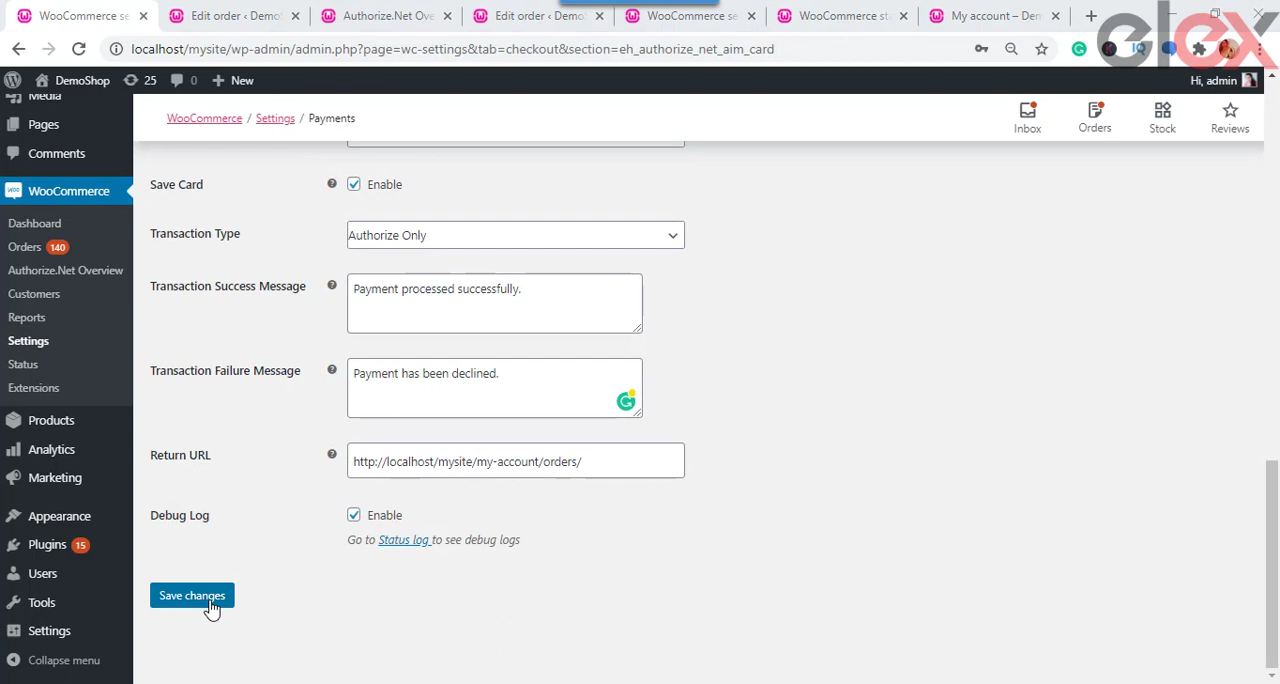 WooCommerce se
Edit order ‹ Demo
Authorize.Net Ov
Edit order ‹ Demo
WooCommerce se
WooCommerce st
My account – Dem
elex
localhost/mysite/wp-admin/admin.php?page=wc-settings&tab=checkout&section=eh_authorize_net_aim_card
DemoShop 25 0 New
Hi, admin
Media
Pages
Comments
WooCommerce
Dashboard
Orders 140
Authorize.Net Overview
Customers
Reports
Settings
Status
Extensions
Products
Analytics
Marketing
Appearance
Plugins 15
Users
Tools
Settings
Collapse menu
WooCommerce / Settings / Payments
Inbox
Orders
Stock
Reviews
Save Card
Enable
Transaction Type
Authorize Only
Transaction Success Message
Payment processed successfully.
Transaction Failure Message
Payment has been declined.
Return URL
http://localhost/mysite/my-account/orders/
Debug Log
Enable
Go to Status log to see debug logs
Save changes